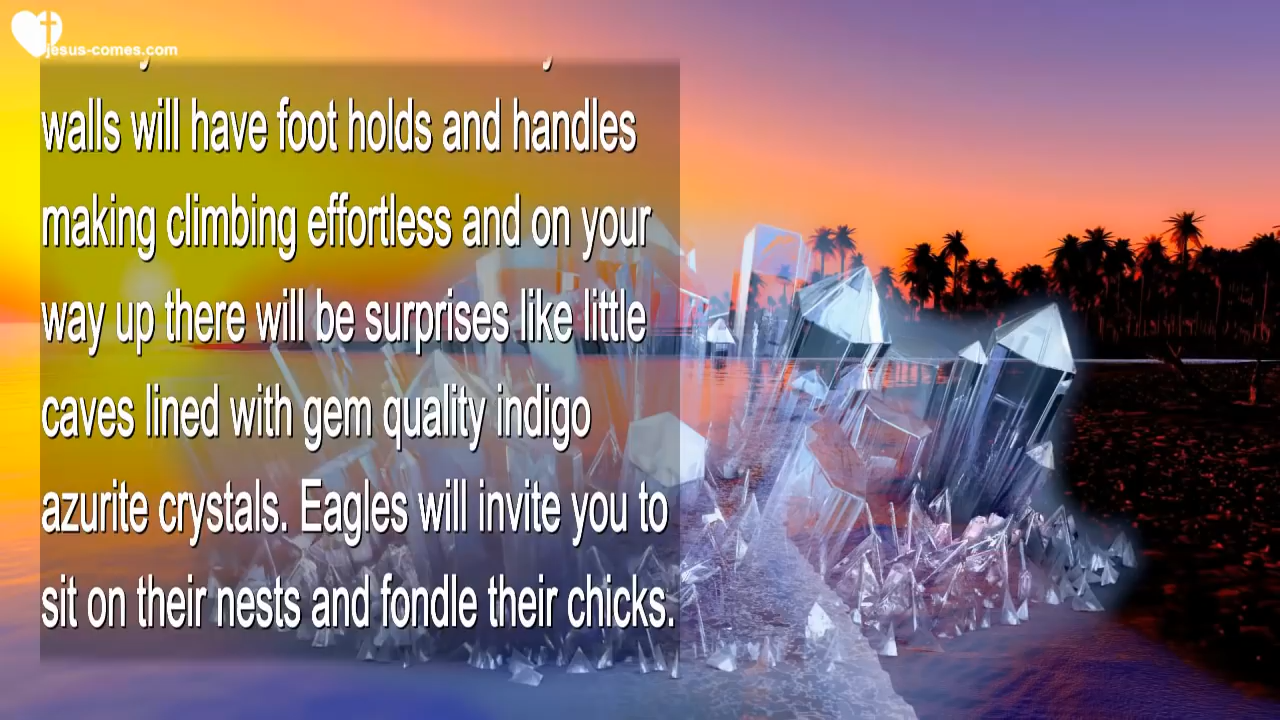 jesus-comes.com
walls will have foot holds and handles
making climbing effortless and on your
way up there will be surprises like little
caves lined with gem quality indigo
azurite crystals. Eagles will invite you to
sit on their nests and fondle their chicks.